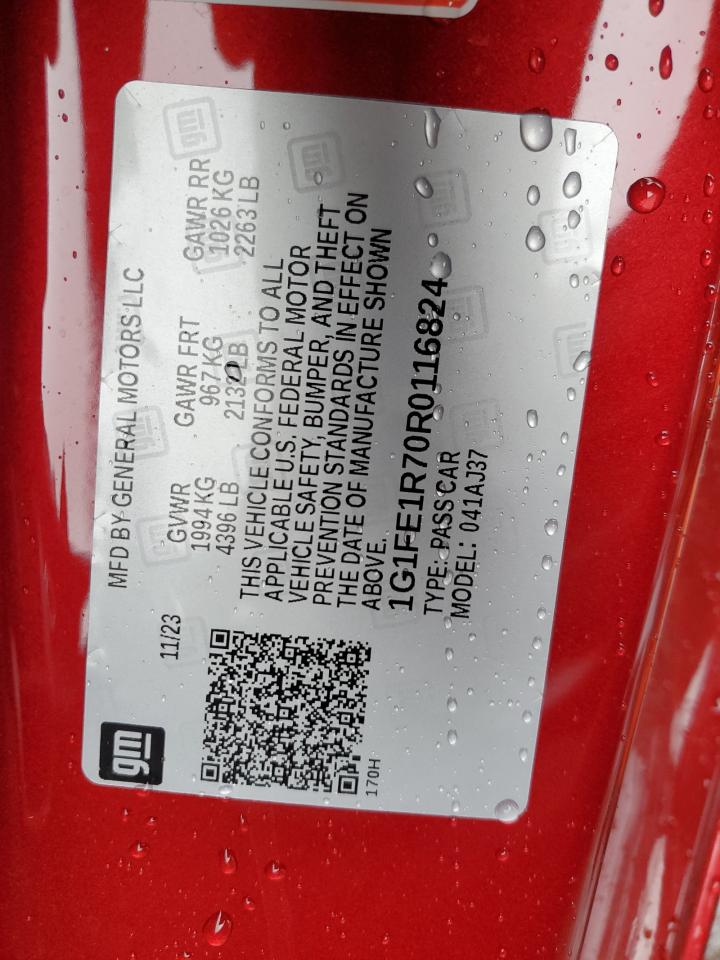 gm
MFD BY GENERAL MOTORS LLC
11/23
GVWR GAWR FRT GAWR RR
1994 KG 967 KG 1026 KG
4396 LB 2132 LB 2263 LB
THIS VEHICLE CONFORMS TO ALL
APPLICABLE U.S. FEDERAL MOTOR
VEHICLE SAFETY, BUMPER, AND THEFT
PREVENTION STANDARDS IN EFFECT ON
THE DATE OF MANUFACTURE SHOWN
ABOVE.
1G1FE1R70R0116824
TYPE: PASS CAR
MODEL: 041AJ37
170H